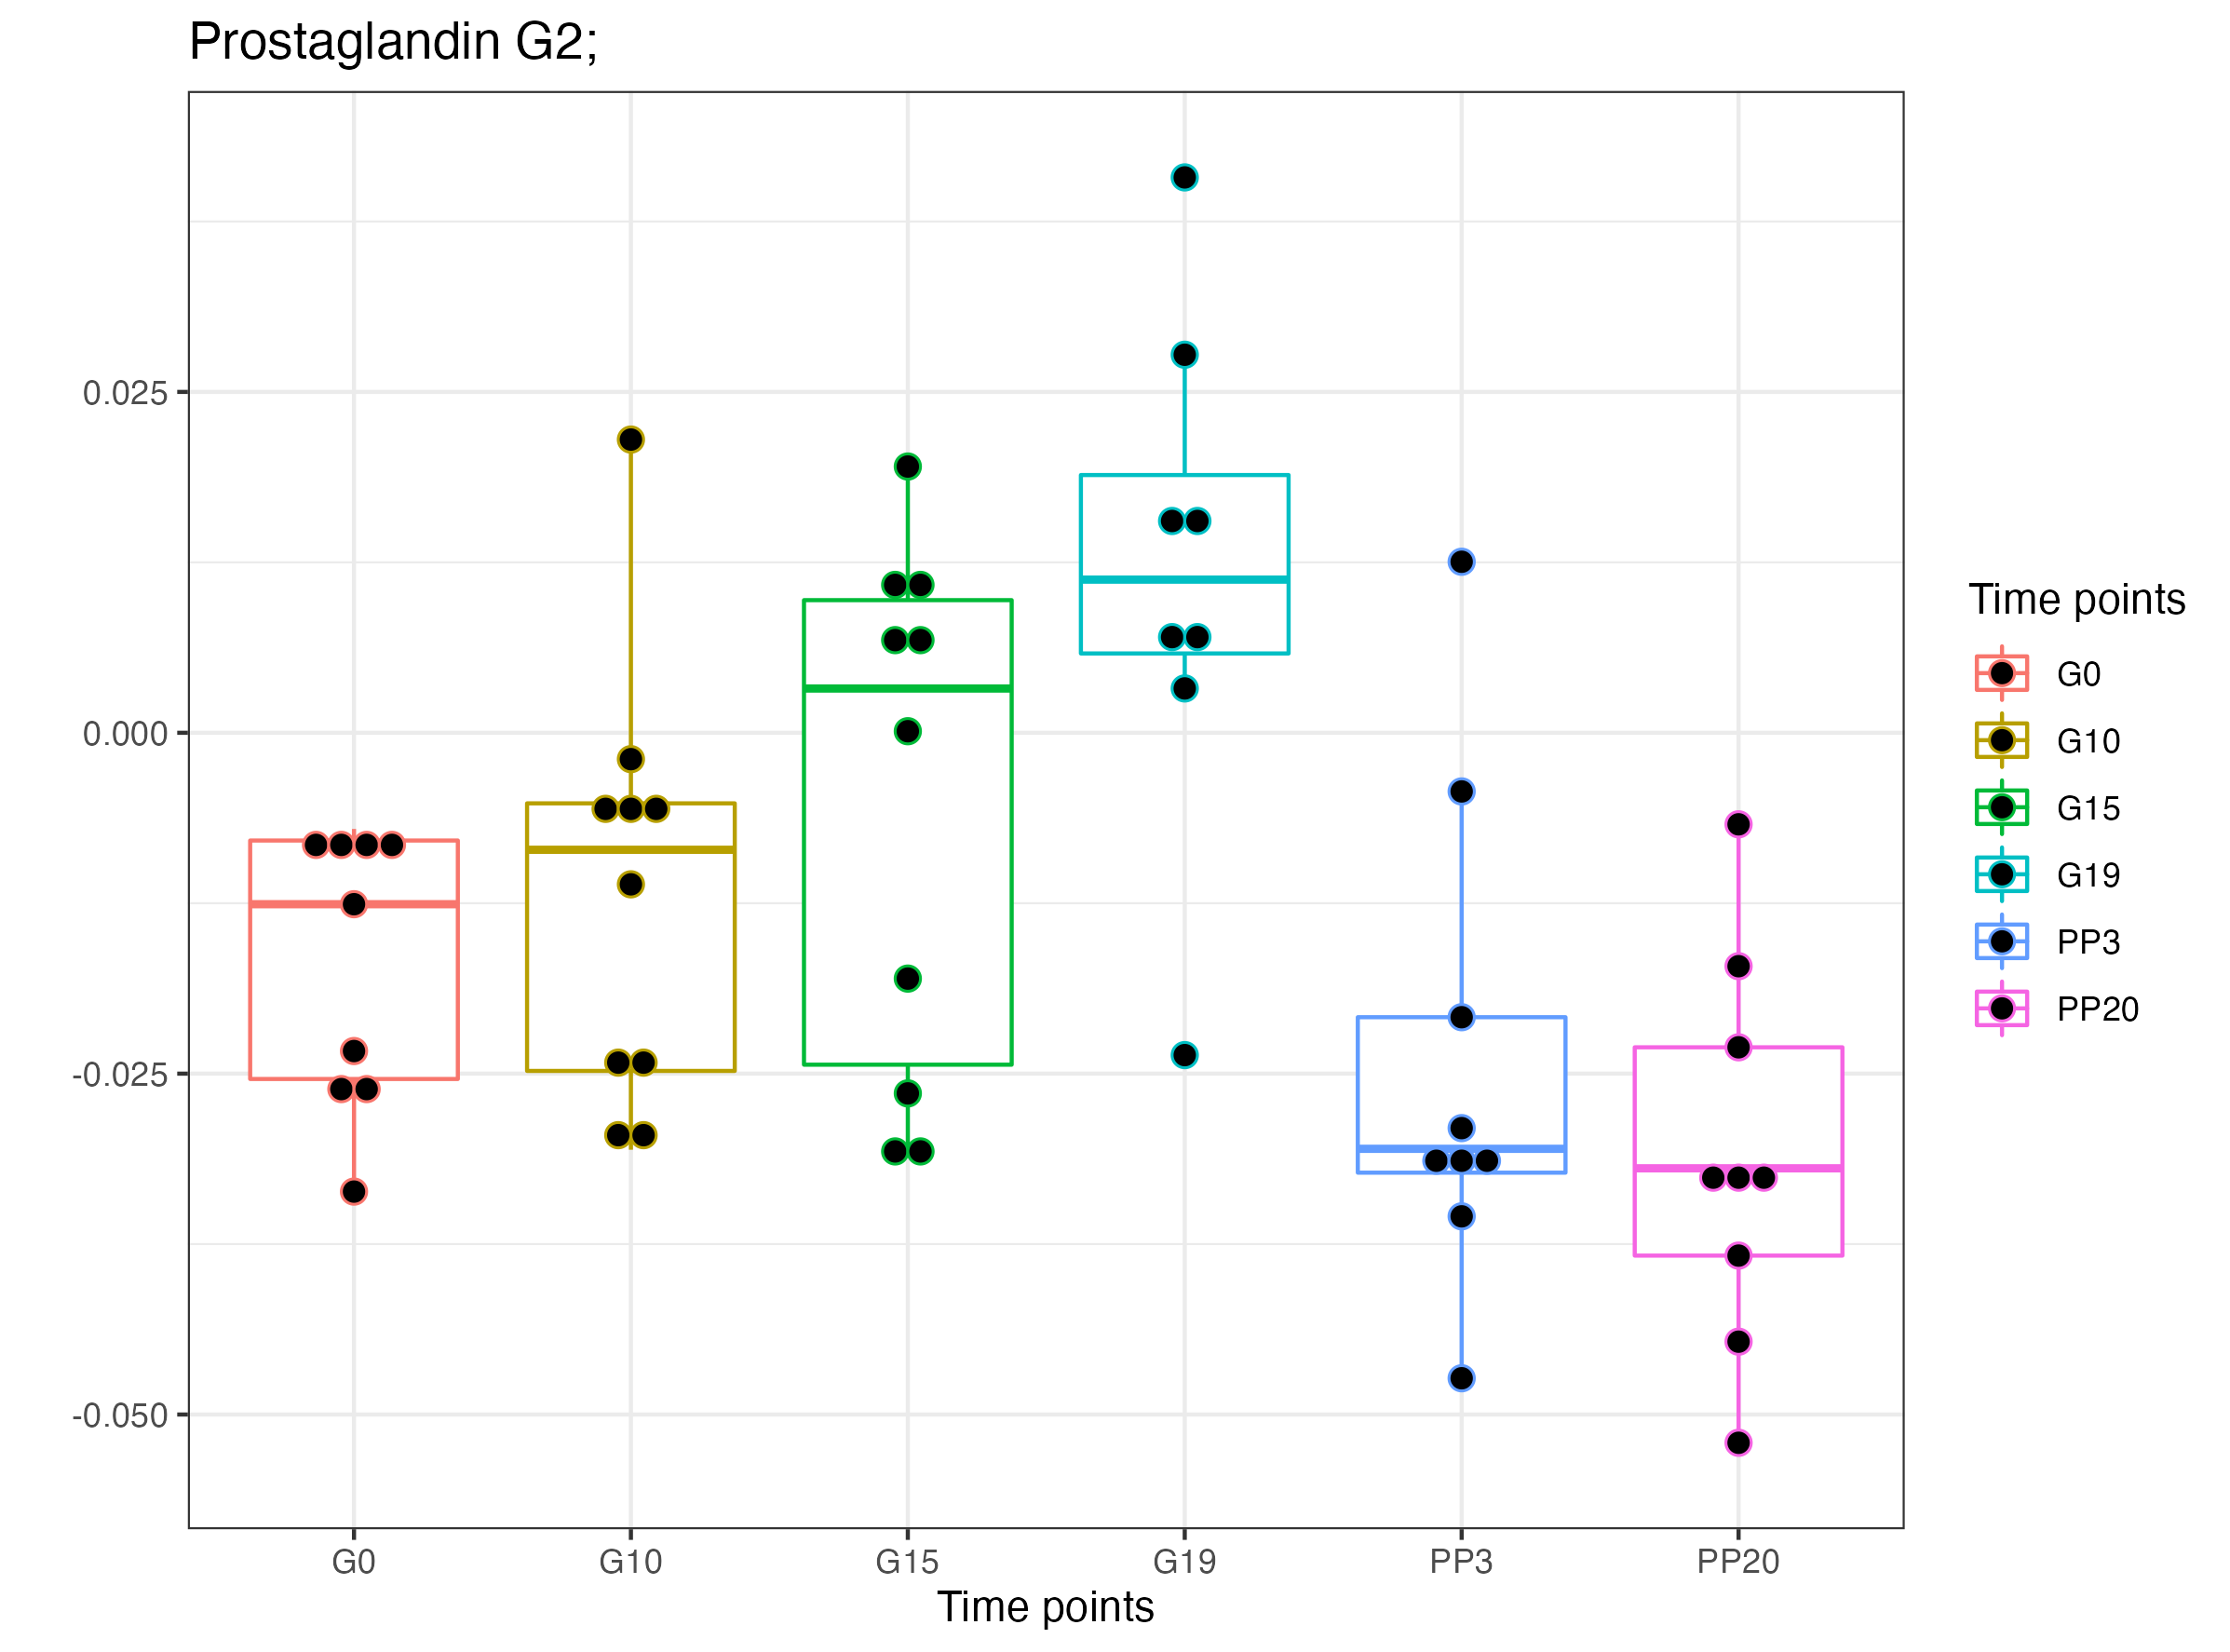 Prostaglandin G2;
0.025
0.000
-0.025
-0.050
G0 G10 G15 G19 PP3 PP20
Time points
Time points
G0
G10
G15
G19
PP3
PP20